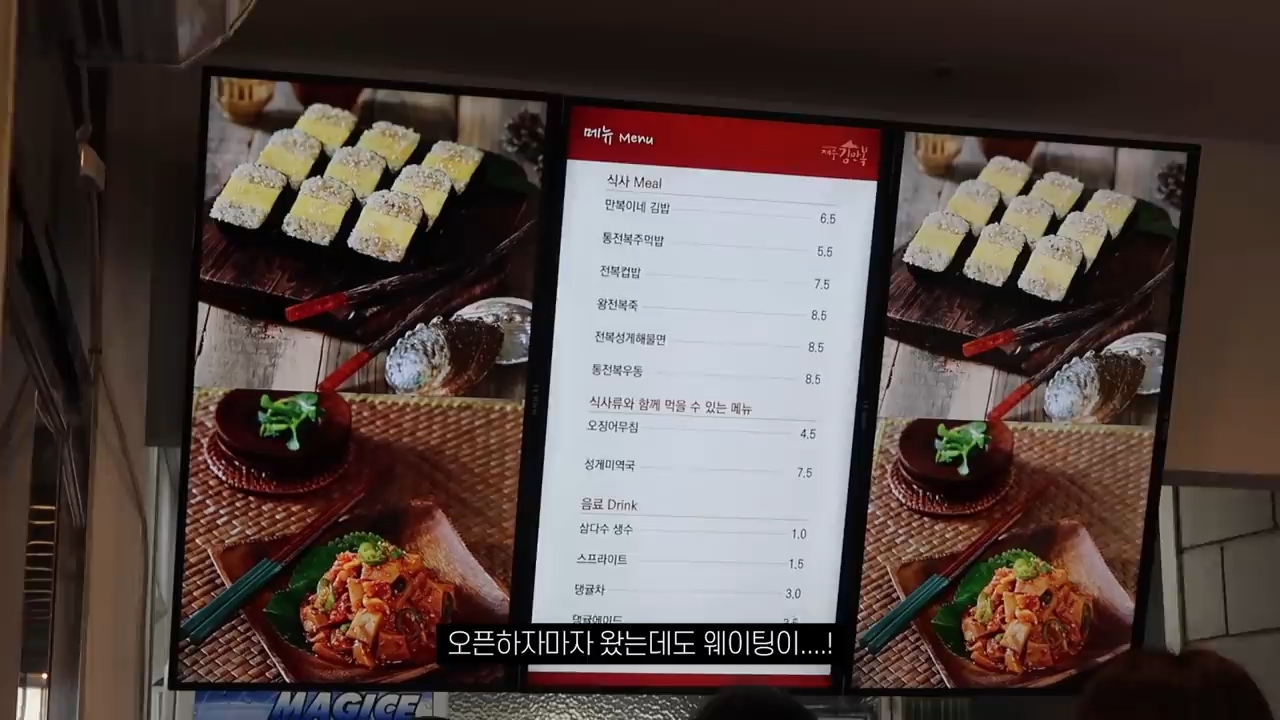 메뉴 Menu
제주 김만복
식사 Meal
만복이네 김밥 6.5
통전복주먹밥 5.5
전복컵밥 7.5
왕전복죽 8.5
전복성게해물면 8.5
통전복우동 8.5
식사류와 함께 먹을 수 있는 메뉴
오징어무침 4.5
성게미역국 7.5
음료 Drink
삼다수 생수 1.0
스프라이트 1.5
댕귤차 3.0
댕귤에이드
오픈하자마자 왔는데도 웨이팅이....!
MAGICE